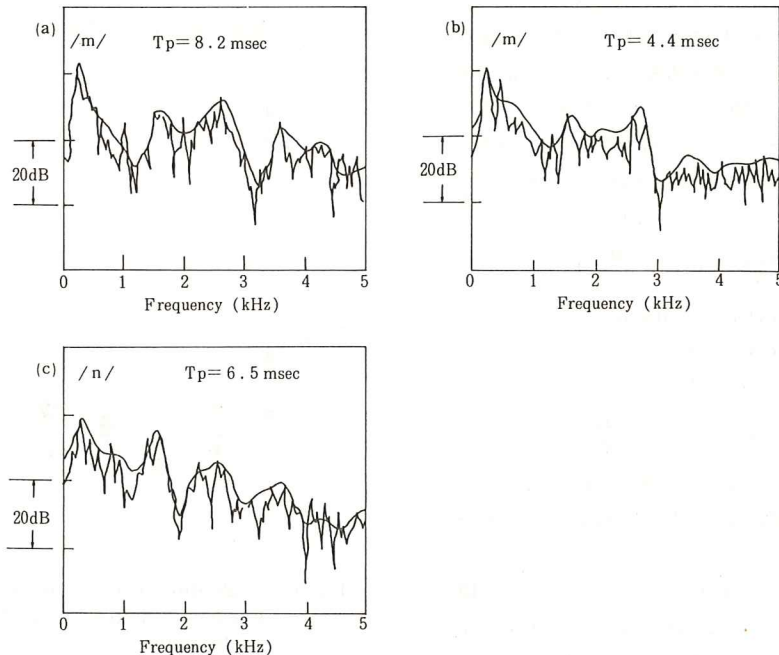 (a) /m/ Tp= 8.2 msec
20dB
0 1 2 3 4 5
Frequency (kHz)
(b) /m/ Tp= 4.4 msec
20dB
0 1 2 3 4 5
Frequency (kHz)
(c) /n/ Tp= 6.5 msec
20dB
0 1 2 3 4 5
Frequency (kHz)